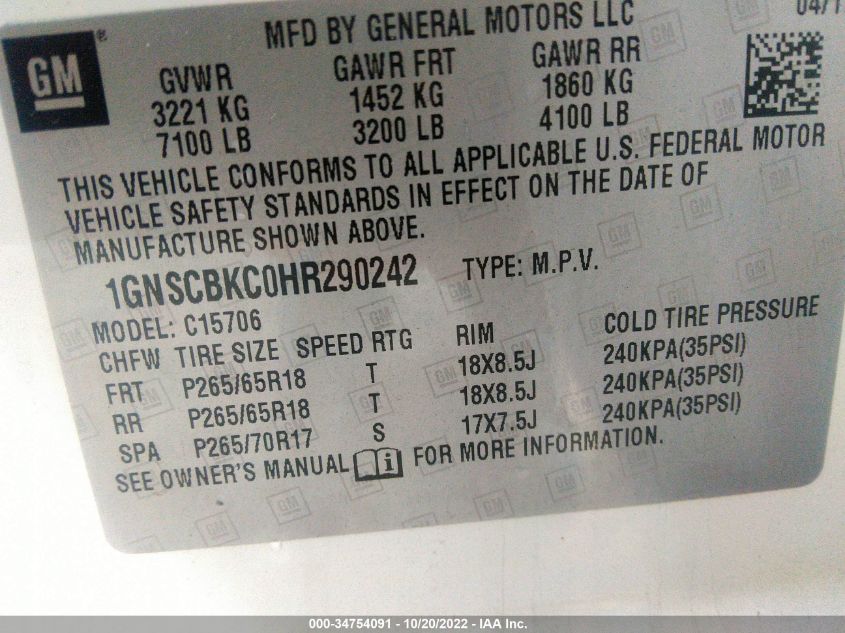 MFD BY GENERAL MOTORS LLC 04/1
GM ®
GVWR GAWR FRT GAWR RR
3221 KG 1452 KG 1860 KG
7100 LB 3200 LB 4100 LB
THIS VEHICLE CONFORMS TO ALL APPLICABLE U.S. FEDERAL MOTOR
VEHICLE SAFETY STANDARDS IN EFFECT ON THE DATE OF
MANUFACTURE SHOWN ABOVE.
1GNSCBKC0HR290242 TYPE: M.P.V.
MODEL: C15706
CHFW TIRE SIZE SPEED RTG RIM COLD TIRE PRESSURE
FRT P265/65R18 T 18X8.5J 240KPA(35PSI)
RR P265/65R18 T 18X8.5J 240KPA(35PSI)
SPA P265/70R17 S 17X7.5J 240KPA(35PSI)
SEE OWNER'S MANUAL i FOR MORE INFORMATION.
000-34754091 - 10/20/2022 - IAA Inc.